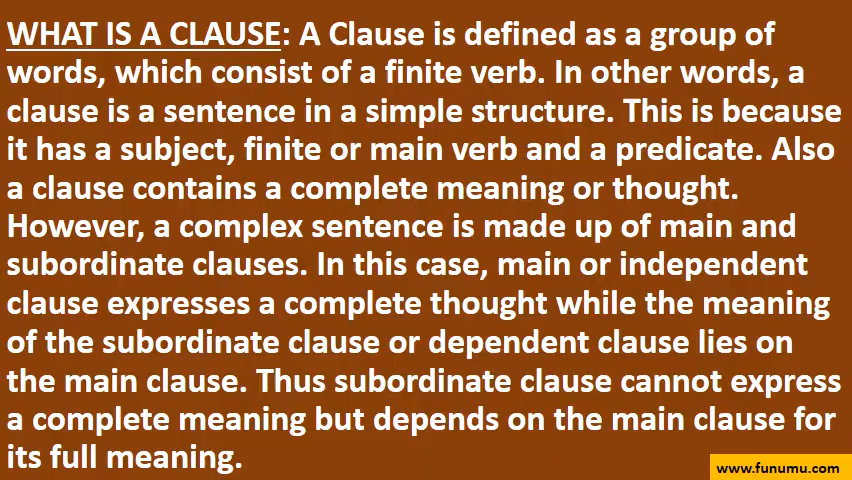 WHAT IS A CLAUSE: A Clause is defined as a group of
words, which consist of a finite verb. In other words, a
clause is a sentence in a simple structure. This is because
it has a subject, finite or main verb and a predicate. Also
a clause contains a complete meaning or thought.
However, a complex sentence is made up of main and
subordinate clauses. In this case, main or independent
clause expresses a complete thought while the meaning
of the subordinate clause or dependent clause lies on
the main clause. Thus subordinate clause cannot express
a complete meaning but depends on the main clause for
its full meaning.
www.funumu.com